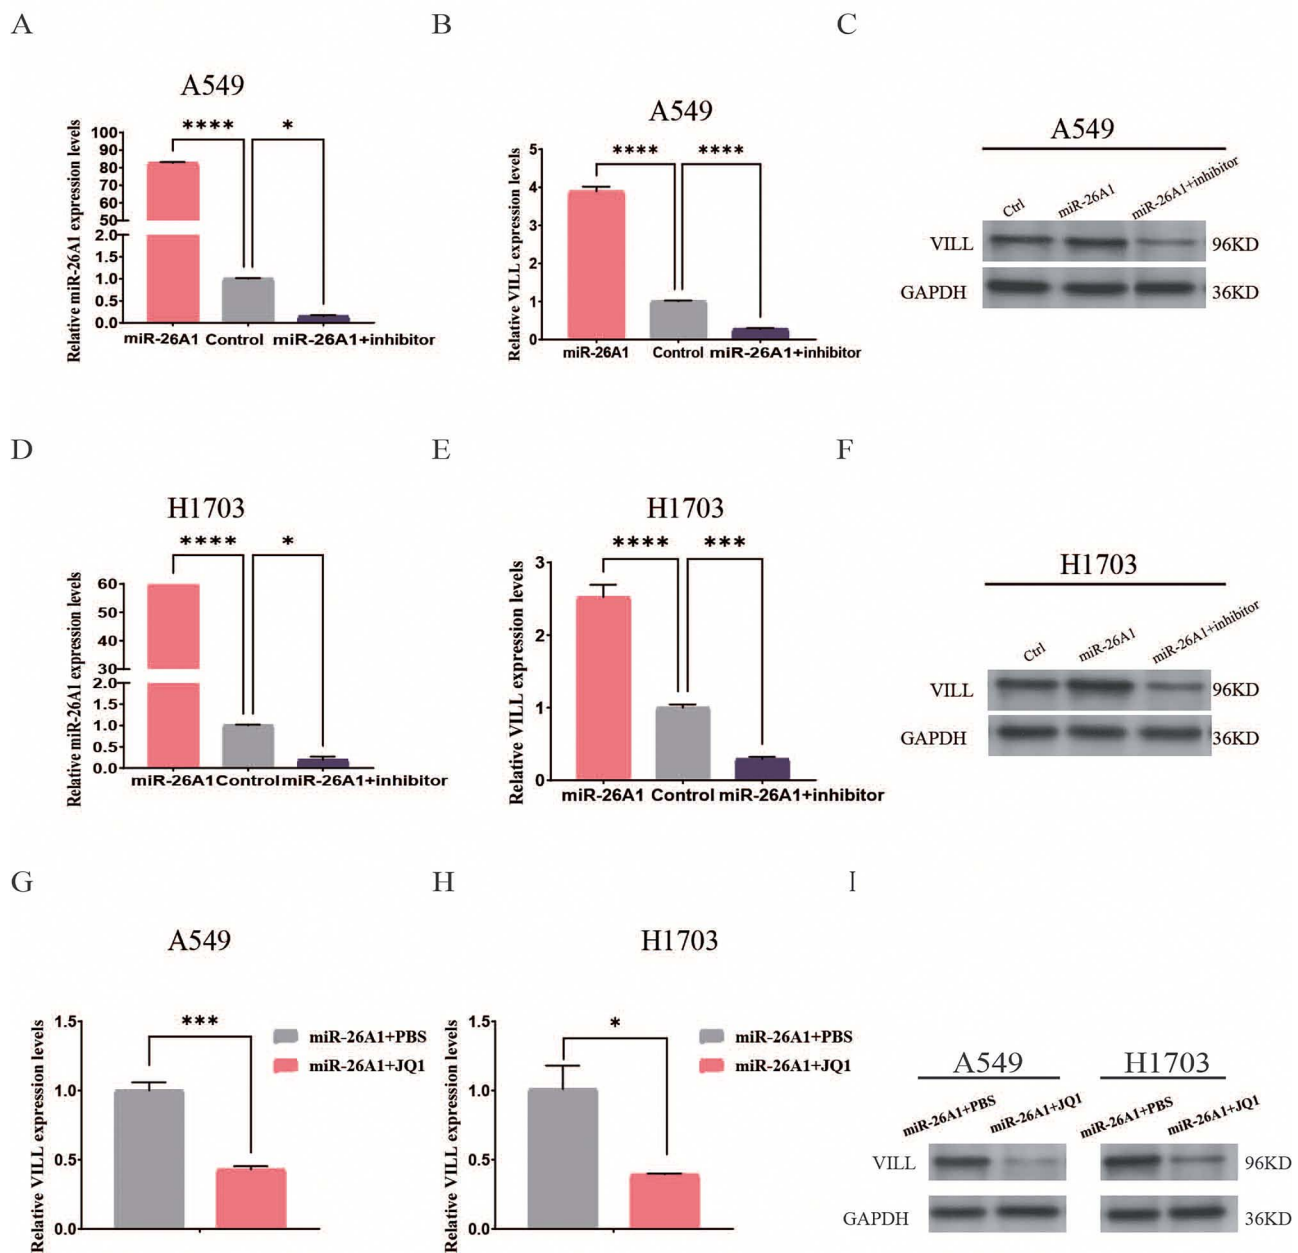 A
A549
Relative miR-26A1 expression levels
100
90
80
70
60
50
2.0
1.5
1.0
0.5
0.0
**** *
miR-26A1 Control miR-26A1+inhibitor
B
A549
Relative VILL expression levels
5
4
3
2
1
0
**** ****
miR-26A1 Control miR-26A1+inhibitor
C
A549
Ctrl miR-26A1 miR-26A1+inhibitor
VILL 96KD
GAPDH 36KD
D
H1703
Relative miR-26A1 expression levels
60
50
40
30
2.0
1.5
1.0
0.5
0.0
**** *
miR-26A1 Control miR-26A1+inhibitor
E
H1703
Relative VILL expression levels
3
2
1
0
**** ***
miR-26A1 Control miR-26A1+inhibitor
F
H1703
Ctrl miR-26A1 miR-26A1+inhibitor
VILL 96KD
GAPDH 36KD
G
A549
Relative VILL expression levels
1.5
1.0
0.5
0.0
***
miR-26A1+PBS
miR-26A1+JQ1
H
H1703
Relative VILL expression levels
1.5
1.0
0.5
0.0
*
miR-26A1+PBS
miR-26A1+JQ1
I
A549 H1703
miR-26A1+PBS miR-26A1+JQ1 miR-26A1+PBS miR-26A1+JQ1
VILL 96KD
GAPDH 36KD